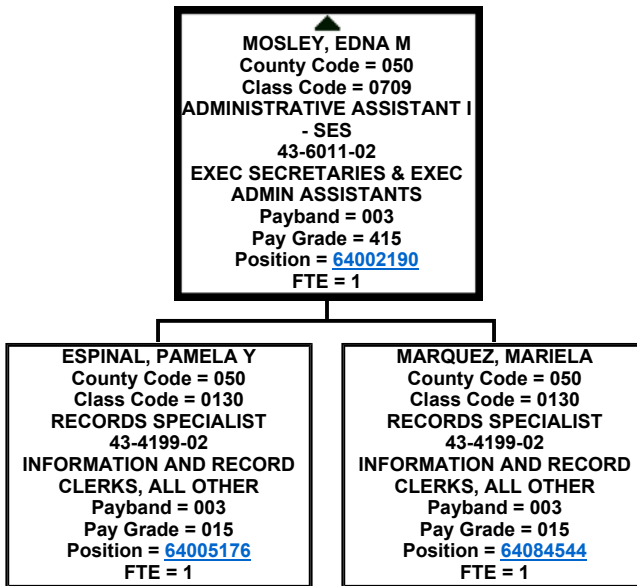 MOSLEY, EDNA M
County Code = 050
Class Code = 0709
ADMINISTRATIVE ASSISTANT I
- SES
43-6011-02
EXEC SECRETARIES & EXEC
ADMIN ASSISTANTS
Payband = 003
Pay Grade = 415
Position = 64002190
FTE = 1
ESPINAL, PAMELA Y
County Code = 050
Class Code = 0130
RECORDS SPECIALIST
43-4199-02
INFORMATION AND RECORD
CLERKS, ALL OTHER
Payband = 003
Pay Grade = 015
Position = 64005176
FTE = 1
MARQUEZ, MARIELA
County Code = 050
Class Code = 0130
RECORDS SPECIALIST
43-4199-02
INFORMATION AND RECORD
CLERKS, ALL OTHER
Payband = 003
Pay Grade = 015
Position = 64084544
FTE = 1